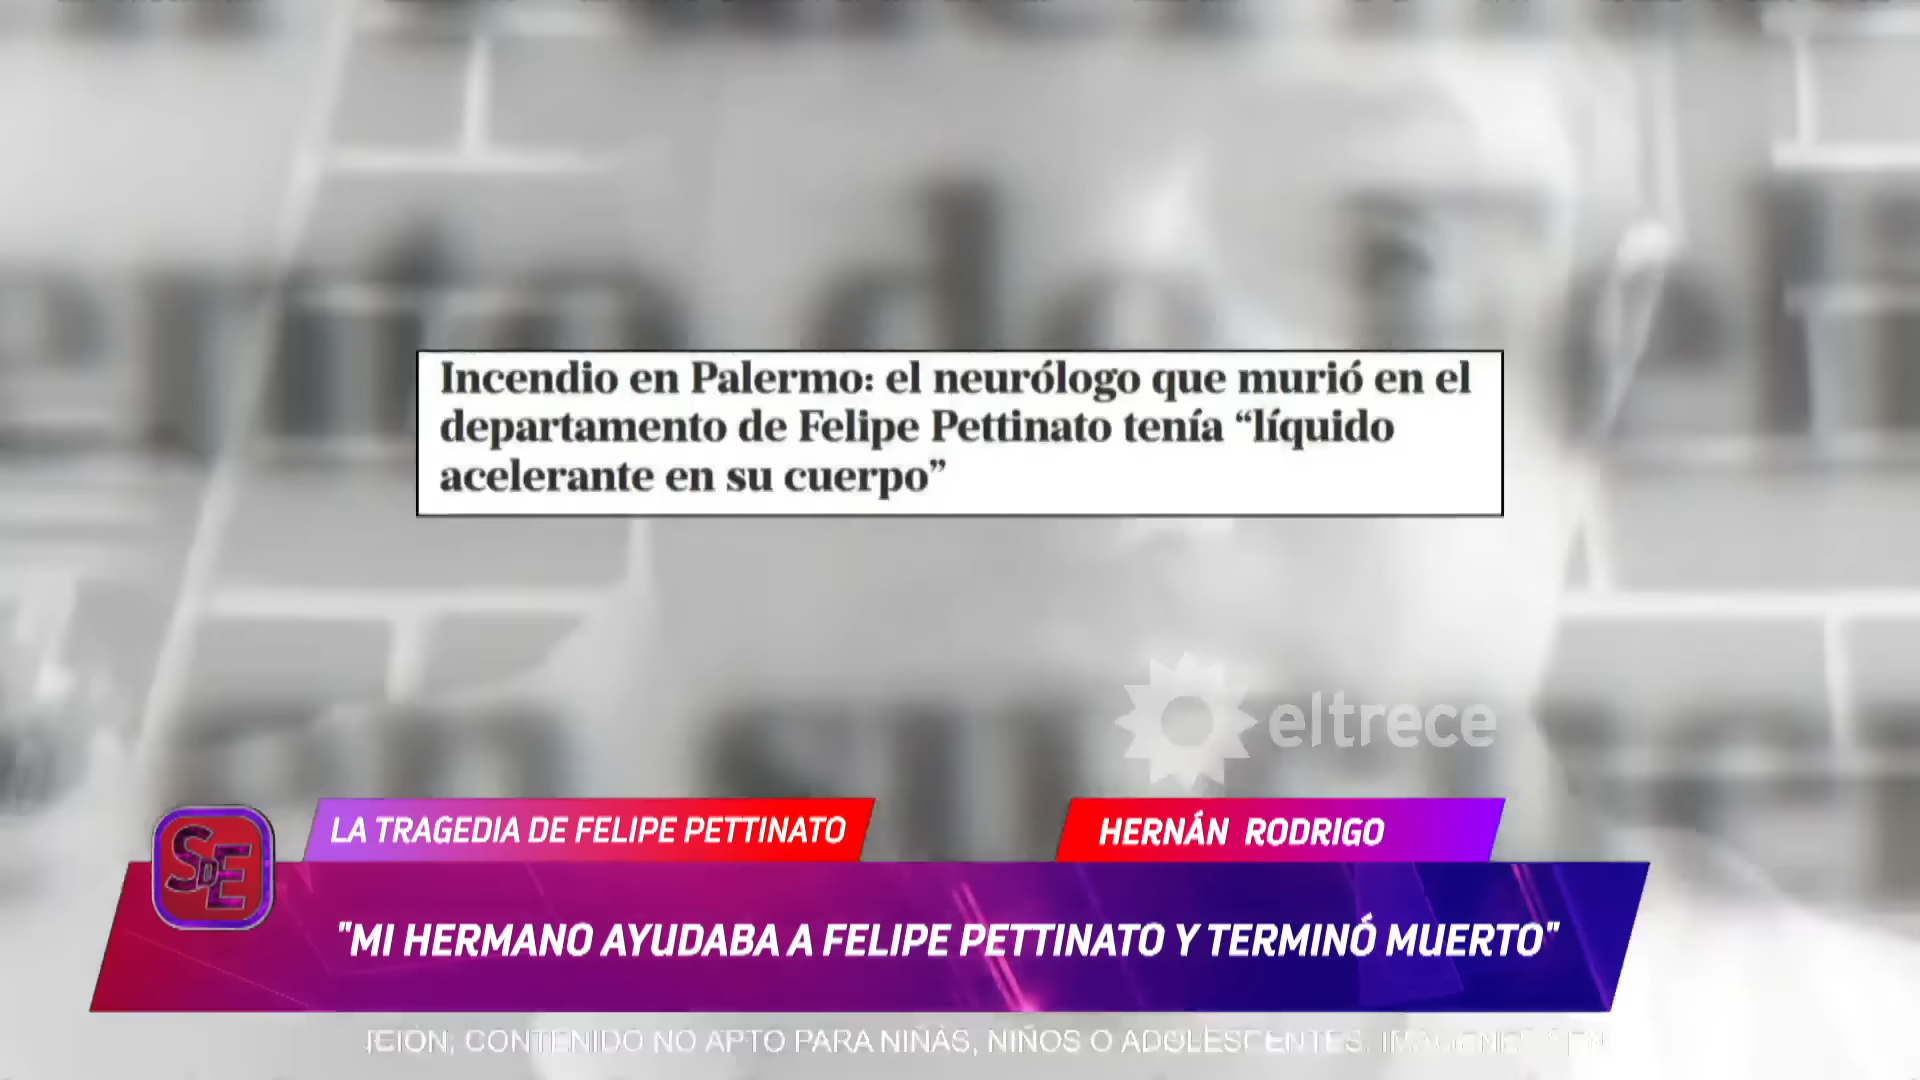 Incendio en Palermo: el neurólogo que murió en el
departamento de Felipe Pettinato tenía “líquido
acelerante en su cuerpo”
eltrece
LA TRAGEDIA DE FELIPE PETTINATO
HERNÁN RODRIGO
SDE
"MI HERMANO AYUDABA A FELIPE PETTINATO Y TERMINÓ MUERTO"
CONTENIDO NO APTO PARA NIÑAS, NIÑOS O ADOLESCENTES.